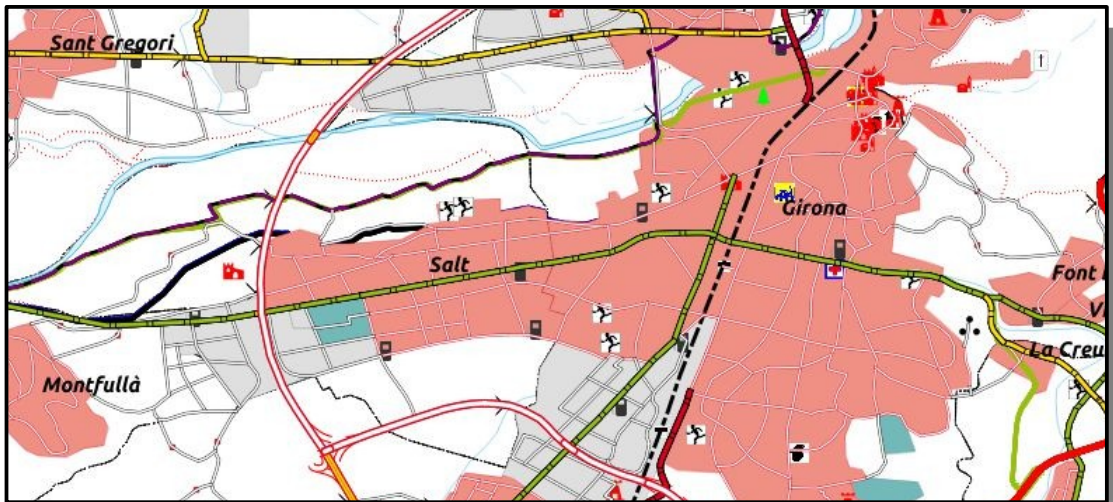 Sant Gregori
Girona
Salt
Font
La Creu
Montfullà